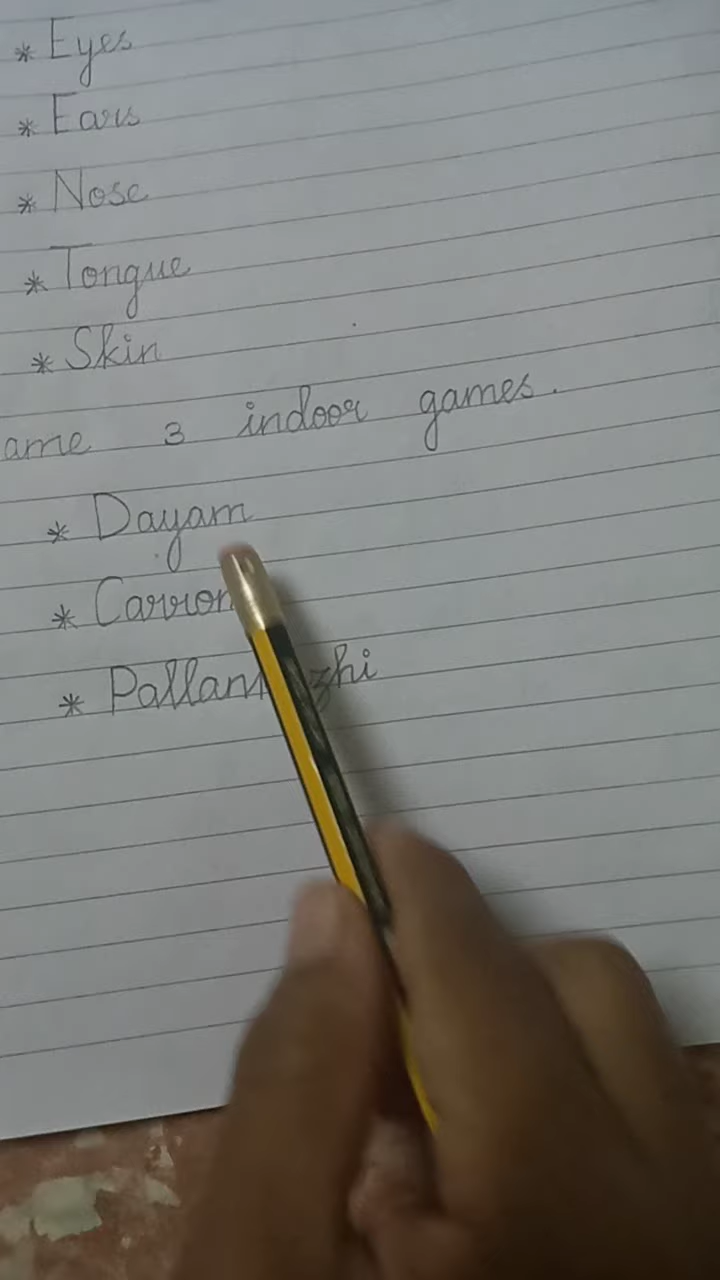 * Eyes
* Ears
* Nose
* Tongue
* Skin
ame 3 indoor games.
* Dayam
*
*